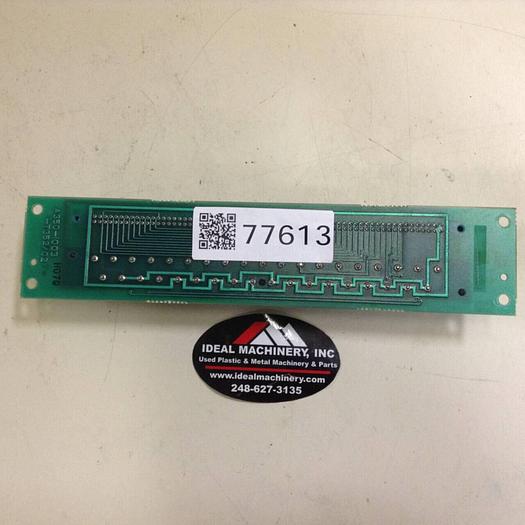 77613
IDEAL MACHINERY, INC
Used Plastic & Metal Machinery & Parts
www.idealmachinery.com
248-627-3135